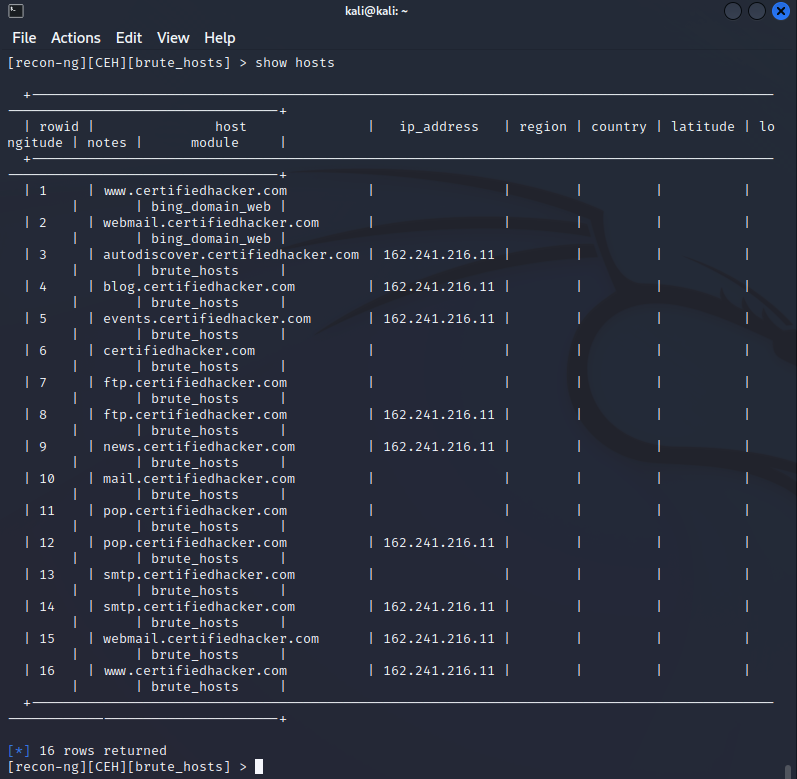 kali@kali: ~
File Actions Edit View Help
[recon-ng][CEH][brute_hosts] > show hosts
+---------------------------------------------------------------------------------------------
----------------------------------+
| rowid | host | ip_address | region | country | latitude | lo
ngitude | notes | module |
+---------------------------------------------------------------------------------------------
----------------------------------+
| 1 | www.certifiedhacker.com | | | | |
| | bing_domain_web |
| 2 | webmail.certifiedhacker.com | | | | |
| | bing_domain_web |
| 3 | autodiscover.certifiedhacker.com | 162.241.216.11 | | | |
| | brute_hosts |
| 4 | blog.certifiedhacker.com | 162.241.216.11 | | | |
| | brute_hosts |
| 5 | events.certifiedhacker.com | 162.241.216.11 | | | |
| | brute_hosts |
| 6 | certifiedhacker.com | | | | |
| | brute_hosts |
| 7 | ftp.certifiedhacker.com | | | | |
| | brute_hosts |
| 8 | ftp.certifiedhacker.com | 162.241.216.11 | | | |
| | brute_hosts |
| 9 | news.certifiedhacker.com | 162.241.216.11 | | | |
| | brute_hosts |
| 10 | mail.certifiedhacker.com | | | | |
| | brute_hosts |
| 11 | pop.certifiedhacker.com | | | | |
| | brute_hosts |
| 12 | pop.certifiedhacker.com | 162.241.216.11 | | | |
| | brute_hosts |
| 13 | smtp.certifiedhacker.com | | | | |
| | brute_hosts |
| 14 | smtp.certifiedhacker.com | 162.241.216.11 | | | |
| | brute_hosts |
| 15 | webmail.certifiedhacker.com | 162.241.216.11 | | | |
| | brute_hosts |
| 16 | www.certifiedhacker.com | 162.241.216.11 | | | |
| | brute_hosts |
+---------------------------------------------------------------------------------------------
----------------------------------+
[*] 16 rows returned
[recon-ng][CEH][brute_hosts] >